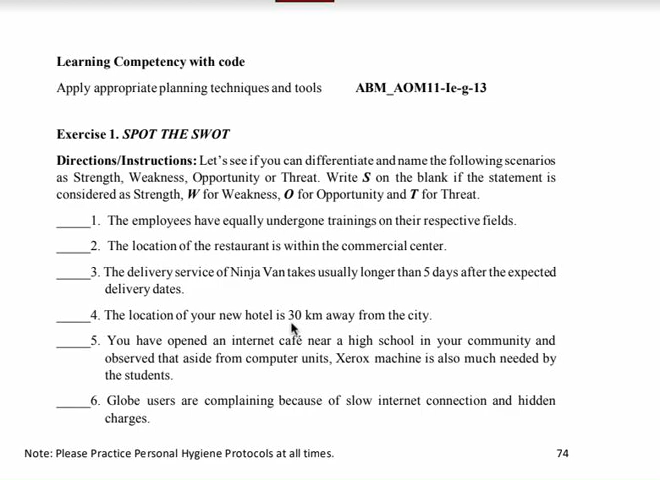 Learning Competency with code
Apply appropriate planning techniques and tools ABM_AOM11-Ie-g-13
Exercise 1. SPOT THE SWOT
Directions/Instructions: Let's see if you can differentiate and name the following scenarios
as Strength, Weakness, Opportunity or Threat. Write S on the blank if the statement is
considered as Strength, W for Weakness, O for Opportunity and T for Threat.
_____1. The employees have equally undergone trainings on their respective fields.
_____2. The location of the restaurant is within the commercial center.
_____3. The delivery service of Ninja Van takes usually longer than 5 days after the expected
delivery dates.
_____4. The location of your new hotel is 30 km away from the city.
_____5. You have opened an internet café near a high school in your community and
observed that aside from computer units, Xerox machine is also much needed by
the students.
_____6. Globe users are complaining because of slow internet connection and hidden
charges.
Note: Please Practice Personal Hygiene Protocols at all times. 74